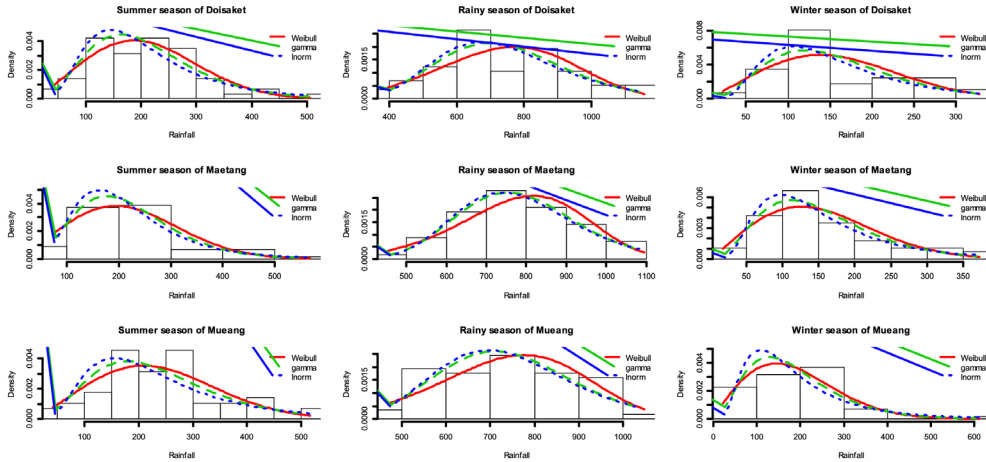 Summer season of Doisaket
Density
0.000 0.002 0.004
100 200 300 400 500
Rainfall
Weibull
gamma
lnorm
Rainy season of Doisaket
Density
0.0000 0.0015
400 600 800 1000
Rainfall
Weibull
gamma
lnorm
Winter season of Doisaket
Density
0.000 0.004 0.008
50 100 150 200 250 300
Rainfall
Weibull
gamma
lnorm
Summer season of Maetang
Density
0.000 0.002 0.004
100 200 300 400 500
Rainfall
Weibull
gamma
lnorm
Rainy season of Maetang
Density
0.0000 0.0015
500 600 700 800 900 1000 1100
Rainfall
Weibull
gamma
lnorm
Winter season of Maetang
Density
0.000 0.003 0.006
50 100 150 200 250 300 350
Rainfall
Weibull
gamma
lnorm
Summer season of Mueang
Density
0.000 0.002 0.004
100 200 300 400 500
Rainfall
Weibull
gamma
lnorm
Rainy season of Mueang
Density
0.0000 0.0015
500 600 700 800 900 1000
Rainfall
Weibull
gamma
lnorm
Winter season of Mueang
Density
0.000 0.002 0.004
0 100 200 300 400 500 600
Rainfall
Weibull
gamma
lnorm